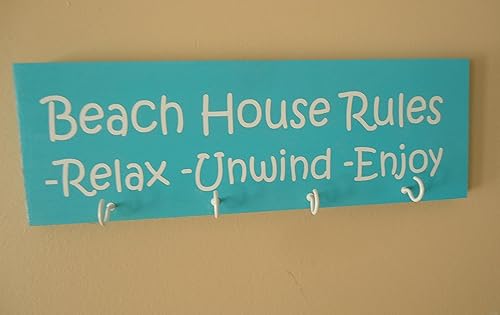 Beach House Rules
-Relax -Unwind -Enjoy